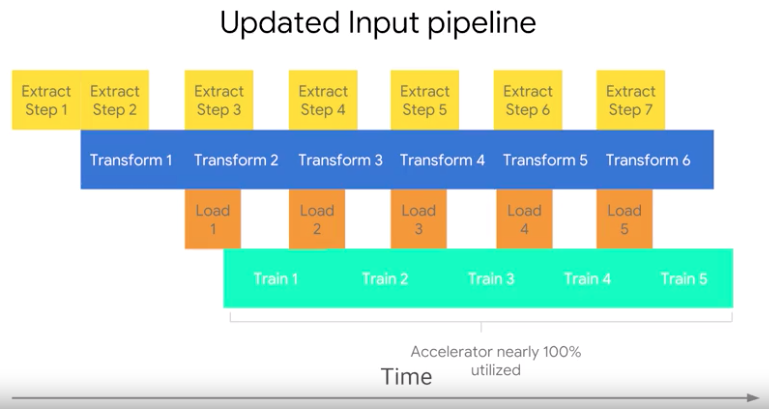 Updated Input pipeline
Extract Extract Extract Extract Extract Extract Extract
Step 1 Step 2 Step 3 Step 4 Step 5 Step 6 Step 7
Transform 1 Transform 2 Transform 3 Transform 4 Transform 5 Transform 6
Load Load Load Load Load
1 2 3 4 5
Train 1 Train 2 Train 3 Train 4 Train 5
Accelerator nearly 100%
utilized
Time